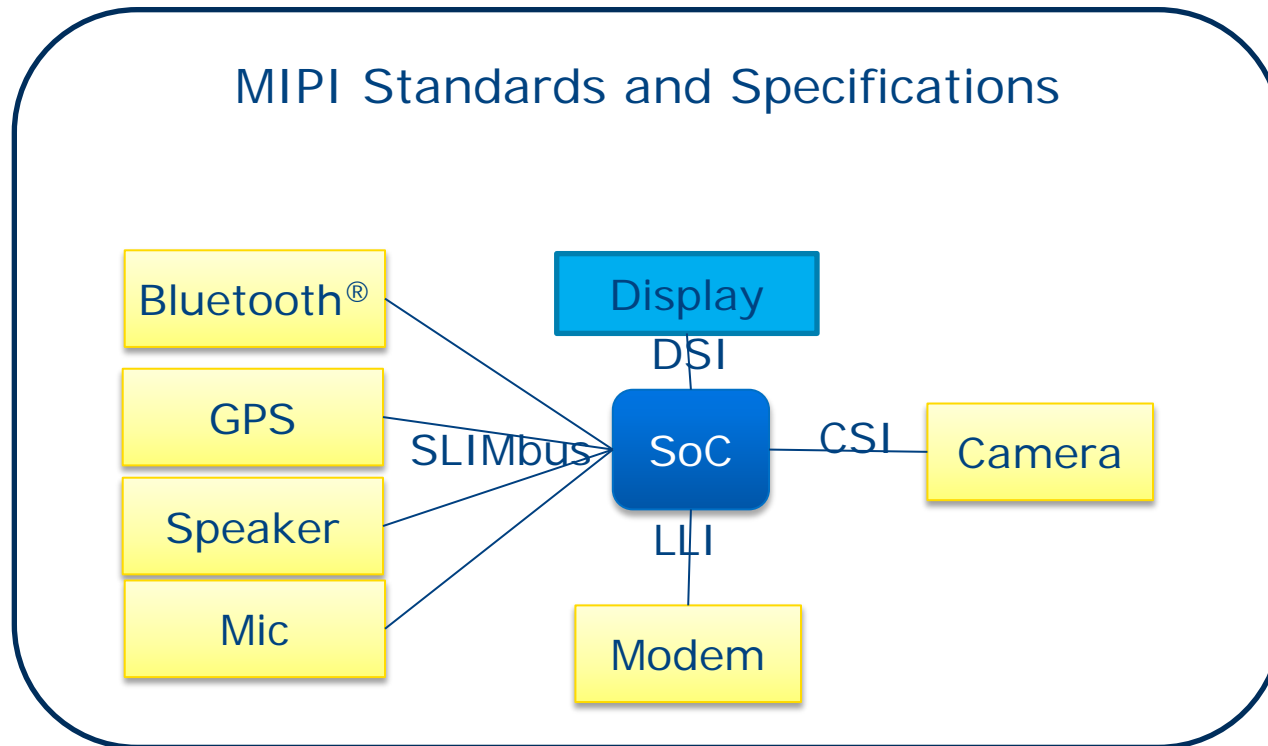 MIPI Standards and Specifications
Bluetooth®
Display
DSI
GPS
SLIMbus
SoC
CSI
Camera
Speaker
LLI
Mic
Modem